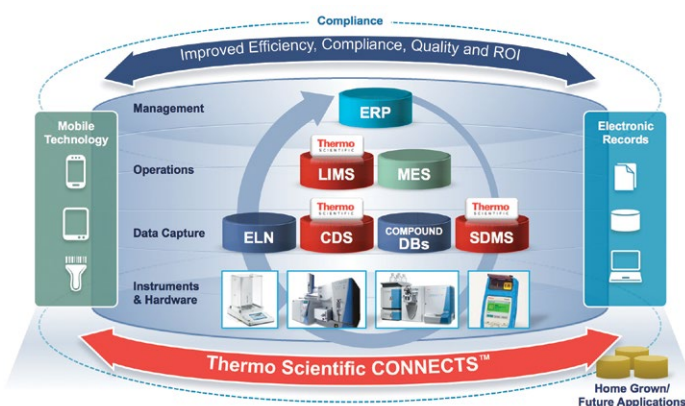 Compliance
Improved Efficiency, Compliance, Quality and ROI
Management
ERP
Mobile
Technology
Electronic
Records
Thermo
SCIENTIFIC
Operations
LIMS
MES
Thermo
SCIENTIFIC
Thermo
SCIENTIFIC
Data Capture
ELN
CDS
COMPOUND
DBs
SDMS
Instruments
& Hardware
Thermo Scientific CONNECTS™
Home Grown/
Future Applications